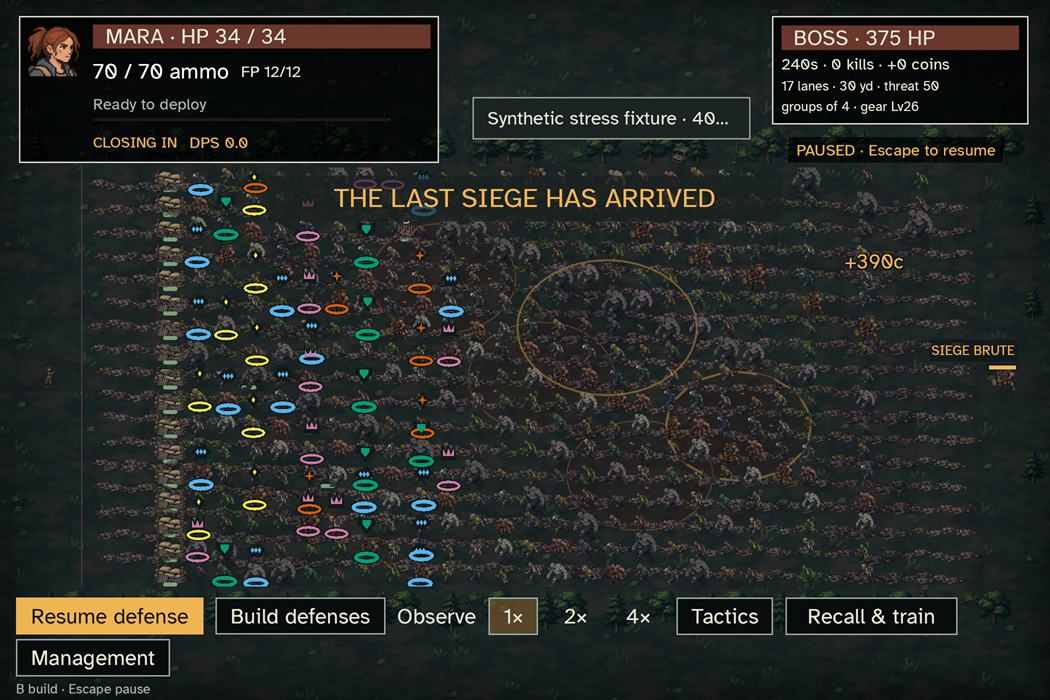 MARA · HP 34 / 34
70 / 70 ammo FP 12/12
Ready to deploy
CLOSING IN DPS 0.0
Synthetic stress fixture · 40...
BOSS · 375 HP
240s · 0 kills · +0 coins
17 lanes · 30 yd · threat 50
groups of 4 · gear Lv26
PAUSED · Escape to resume
THE LAST SIEGE HAS ARRIVED
+390c
SIEGE BRUTE
Resume defense Build defenses Observe 1× 2× 4× Tactics Recall & train
Management
B build · Escape pause